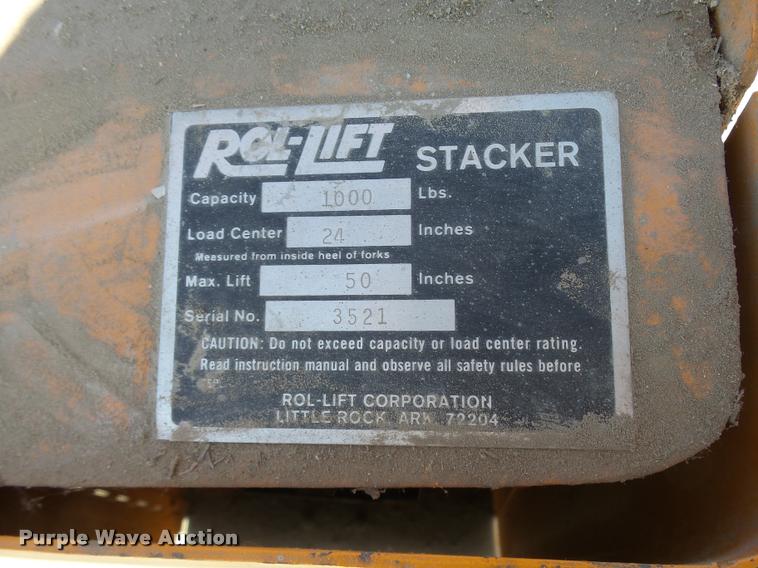 ROL-LIFT STACKER
Capacity 1000 Lbs.
Load Center 24 Inches
Measured from inside heel of forks
Max. Lift 50 Inches
Serial No. 3521
CAUTION: Do not exceed capacity or load center rating.
Read instruction manual and observe all safety rules before
ROL-LIFT CORPORATION
LITTLE ROCK, ARK. 72204
Purple Wave Auction